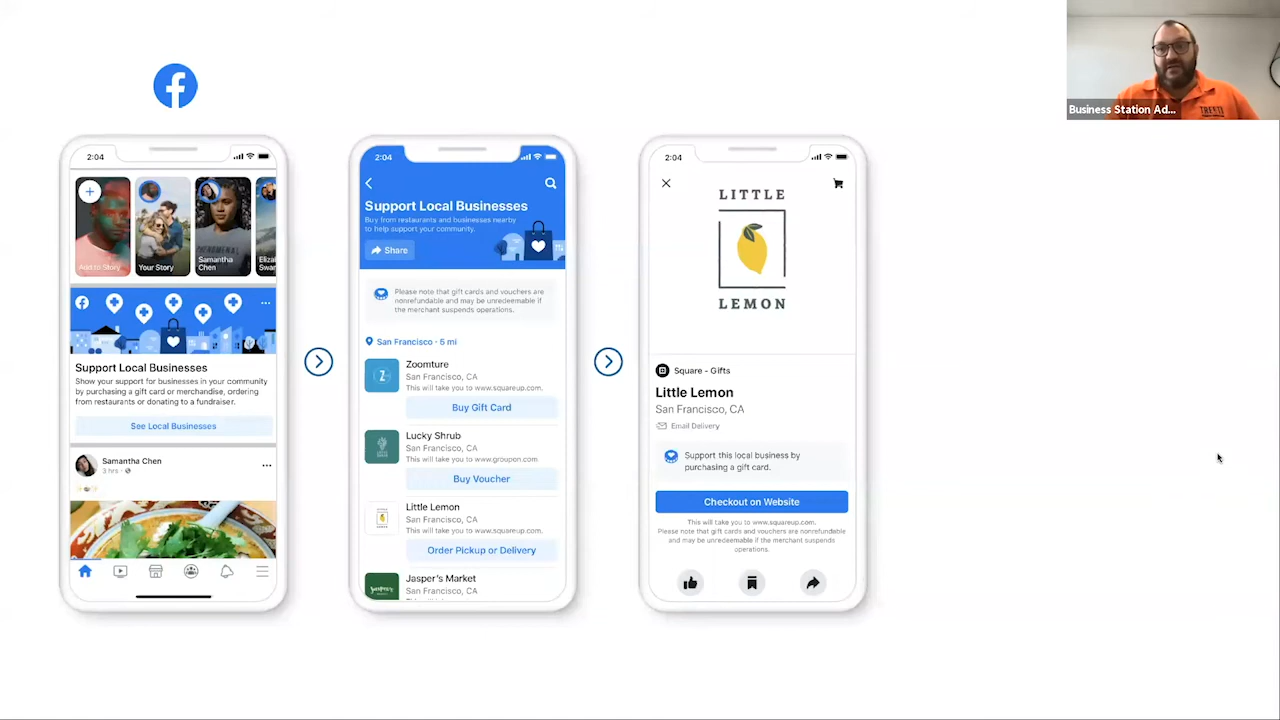 Business Station Ad...
2:04
Add to Story
Your Story
Samantha
Chen
Support Local Businesses
Show your support for businesses in your community
by purchasing a gift card or merchandise, ordering
from restaurants or donating to a fundraiser.
See Local Businesses
Samantha Chen
3 hrs
2:04
Support Local Businesses
Buy from restaurants and businesses nearby
to help support your community.
Share
Please note that gift cards and vouchers are
nonrefundable and may be unredeemable if
the merchant suspends operations.
San Francisco · 5 mi
Zoomture
San Francisco, CA
This will take you to www.squareup.com.
Buy Gift Card
Lucky Shrub
San Francisco, CA
This will take you to www.groupon.com
Buy Voucher
Little Lemon
San Francisco, CA
This will take you to www.squareup.com.
Order Pickup or Delivery
Jasper's Market
San Francisco, CA
2:04
LITTLE
LEMON
Square - Gifts
Little Lemon
San Francisco, CA
Email Delivery
Support this local business by
purchasing a gift card.
Checkout on Website
This will take you to www.squareup.com.
Please note that gift cards and vouchers are nonrefundable
and may be unredeemable if the merchant suspends
operations.